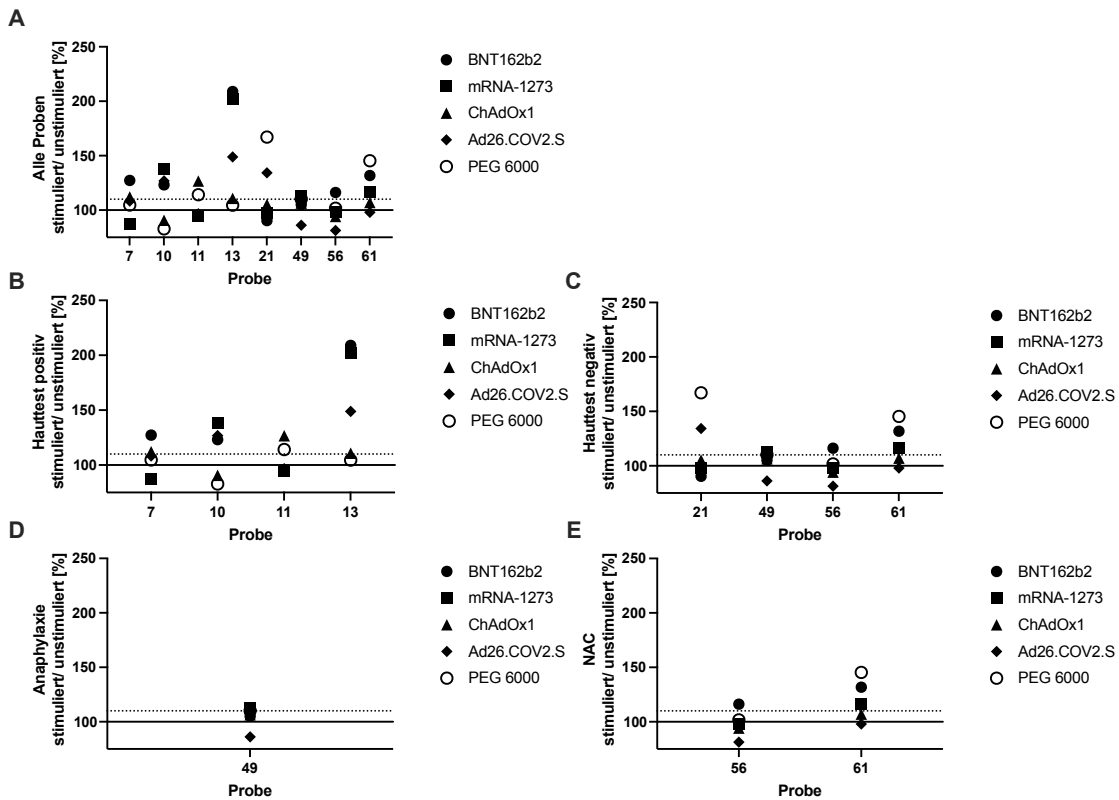 A
Alle Proben
stimuliert/ unstimuliert [%]
250
200
150
100
7 10 11 13 21 49 56 61
Probe
BNT162b2
mRNA-1273
ChAdOx1
Ad26.COV2.S
PEG 6000
B
Hauttest positiv
stimuliert/ unstimuliert [%]
250
200
150
100
7 10 11 13
Probe
BNT162b2
mRNA-1273
ChAdOx1
Ad26.COV2.S
PEG 6000
C
Hauttest negativ
stimuliert/ unstimuliert [%]
250
200
150
100
21 49 56 61
Probe
BNT162b2
mRNA-1273
ChAdOx1
Ad26.COV2.S
PEG 6000
D
Anaphylaxie
stimuliert/ unstimuliert [%]
250
200
150
100
49
Probe
BNT162b2
mRNA-1273
ChAdOx1
Ad26.COV2.S
PEG 6000
E
NAC
stimuliert/ unstimuliert [%]
250
200
150
100
56 61
Probe
BNT162b2
mRNA-1273
ChAdOx1
Ad26.COV2.S
PEG 6000